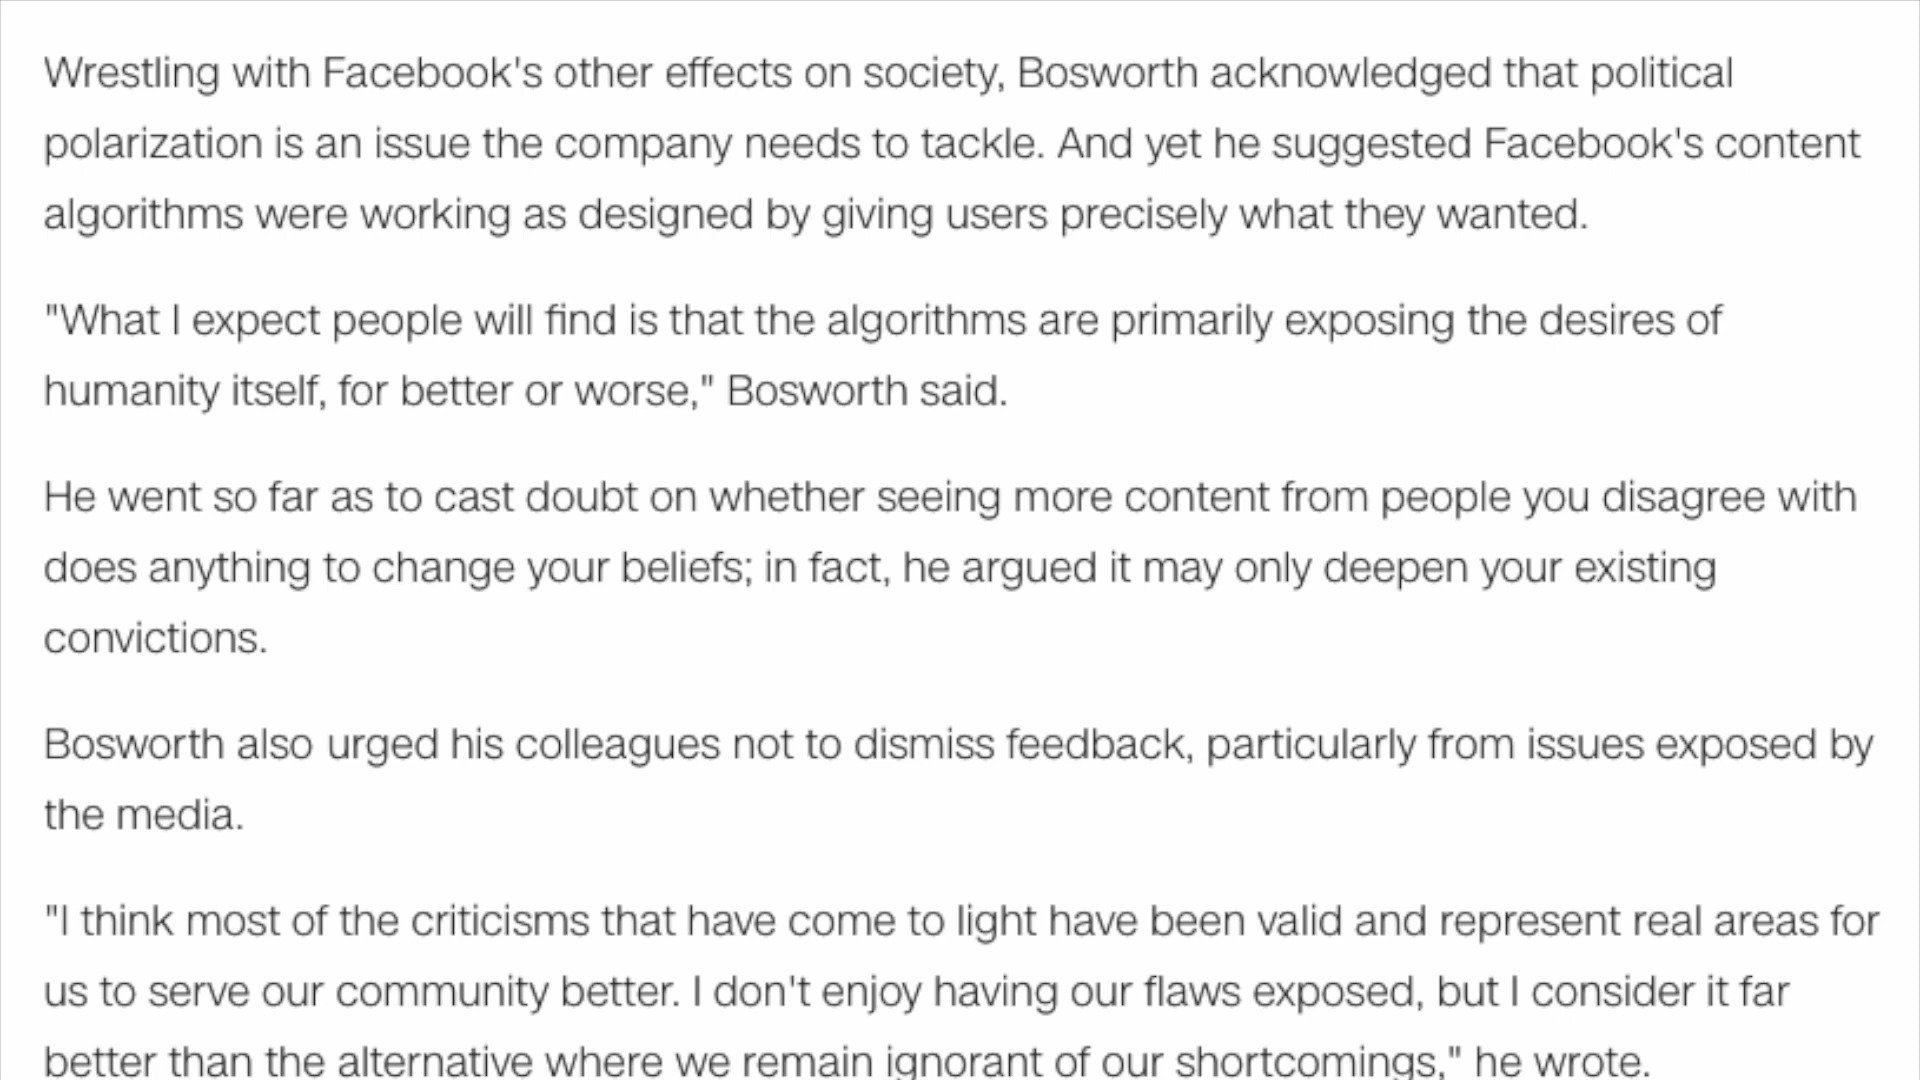 Wrestling with Facebook's other effects on society, Bosworth acknowledged that political
polarization is an issue the company needs to tackle. And yet he suggested Facebook's content
algorithms were working as designed by giving users precisely what they wanted.
"What I expect people will find is that the algorithms are primarily exposing the desires of
humanity itself, for better or worse," Bosworth said.
He went so far as to cast doubt on whether seeing more content from people you disagree with
does anything to change your beliefs; in fact, he argued it may only deepen your existing
convictions.
Bosworth also urged his colleagues not to dismiss feedback, particularly from issues exposed by
the media.
"I think most of the criticisms that have come to light have been valid and represent real areas for
us to serve our community better. I don't enjoy having our flaws exposed, but I consider it far
better than the alternative where we remain ignorant of our shortcomings," he wrote.